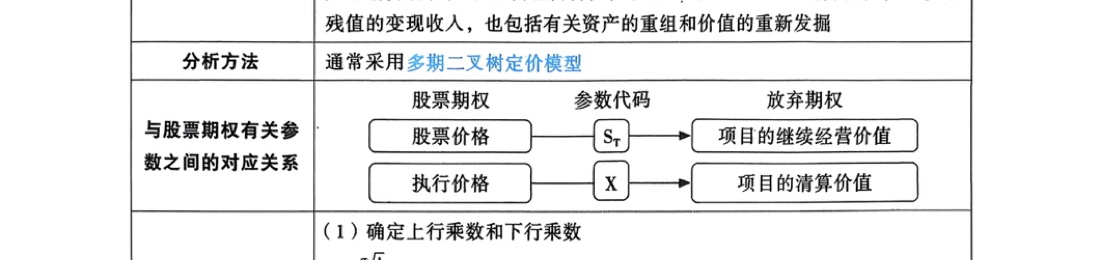 残值的变现收入，也包括有关资产的重组和价值的重新发掘
分析方法
通常采用多期二叉树定价模型
与股票期权有关参
数之间的对应关系
股票期权 参数代码 放弃期权
股票价格 S_T 项目的继续经营价值
执行价格 X 项目的清算价值
（1）确定上行乘数和下行乘数